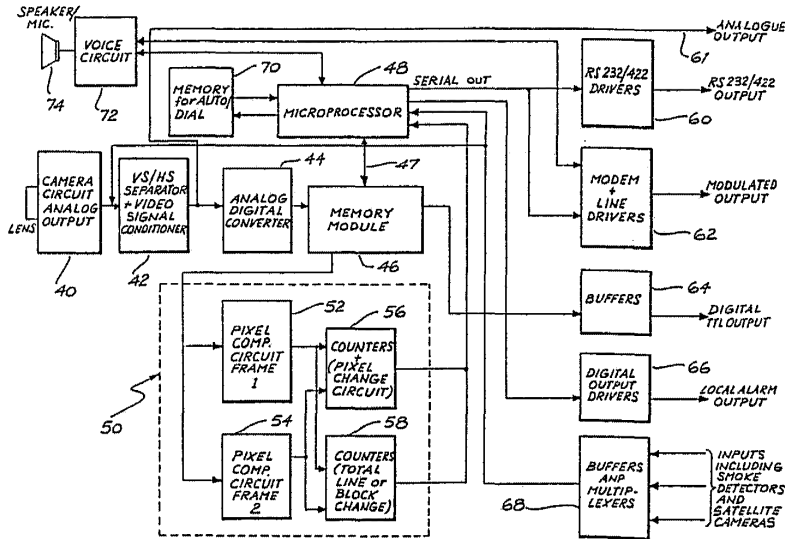 SPEAKER/
MIC.
74
VOICE
CIRCUIT
72
70
MEMORY
for AUTO/
DIAL
48
MICROPROCESSOR
SERIAL OUT
ANALOGUE
OUTPUT
61
RS 232/422
DRIVERS
60
RS 232/422
OUTPUT
LENS
CAMERA
CIRCUIT
ANALOG
OUTPUT
40
VS/HS
SEPARATOR
+ VIDEO
SIGNAL
CONDITIONER
42
44
ANALOG
DIGITAL
CONVERTER
47
MEMORY
MODULE
46
MODEM +
LINE
DRIVERS
62
MODULATED
OUTPUT
BUFFERS
64
DIGITAL
TTL OUTPUT
50
52
PIXEL
COMP.
CIRCUIT
FRAME
1
54
PIXEL
COMP.
CIRCUIT
FRAME
2
56
COUNTERS
+
(PIXEL
CHANGE
CIRCUIT)
58
COUNTERS
(TOTAL
LINE or
BLOCK
CHANGE)
66
DIGITAL
OUTPUT
DRIVERS
LOCAL ALARM
OUTPUT
BUFFERS
ANP
MULTIP-
LEXERS
68
INPUTS
INCLUDING
SMOKE
DETECTORS
AND
SATELLITE
CAMERAS